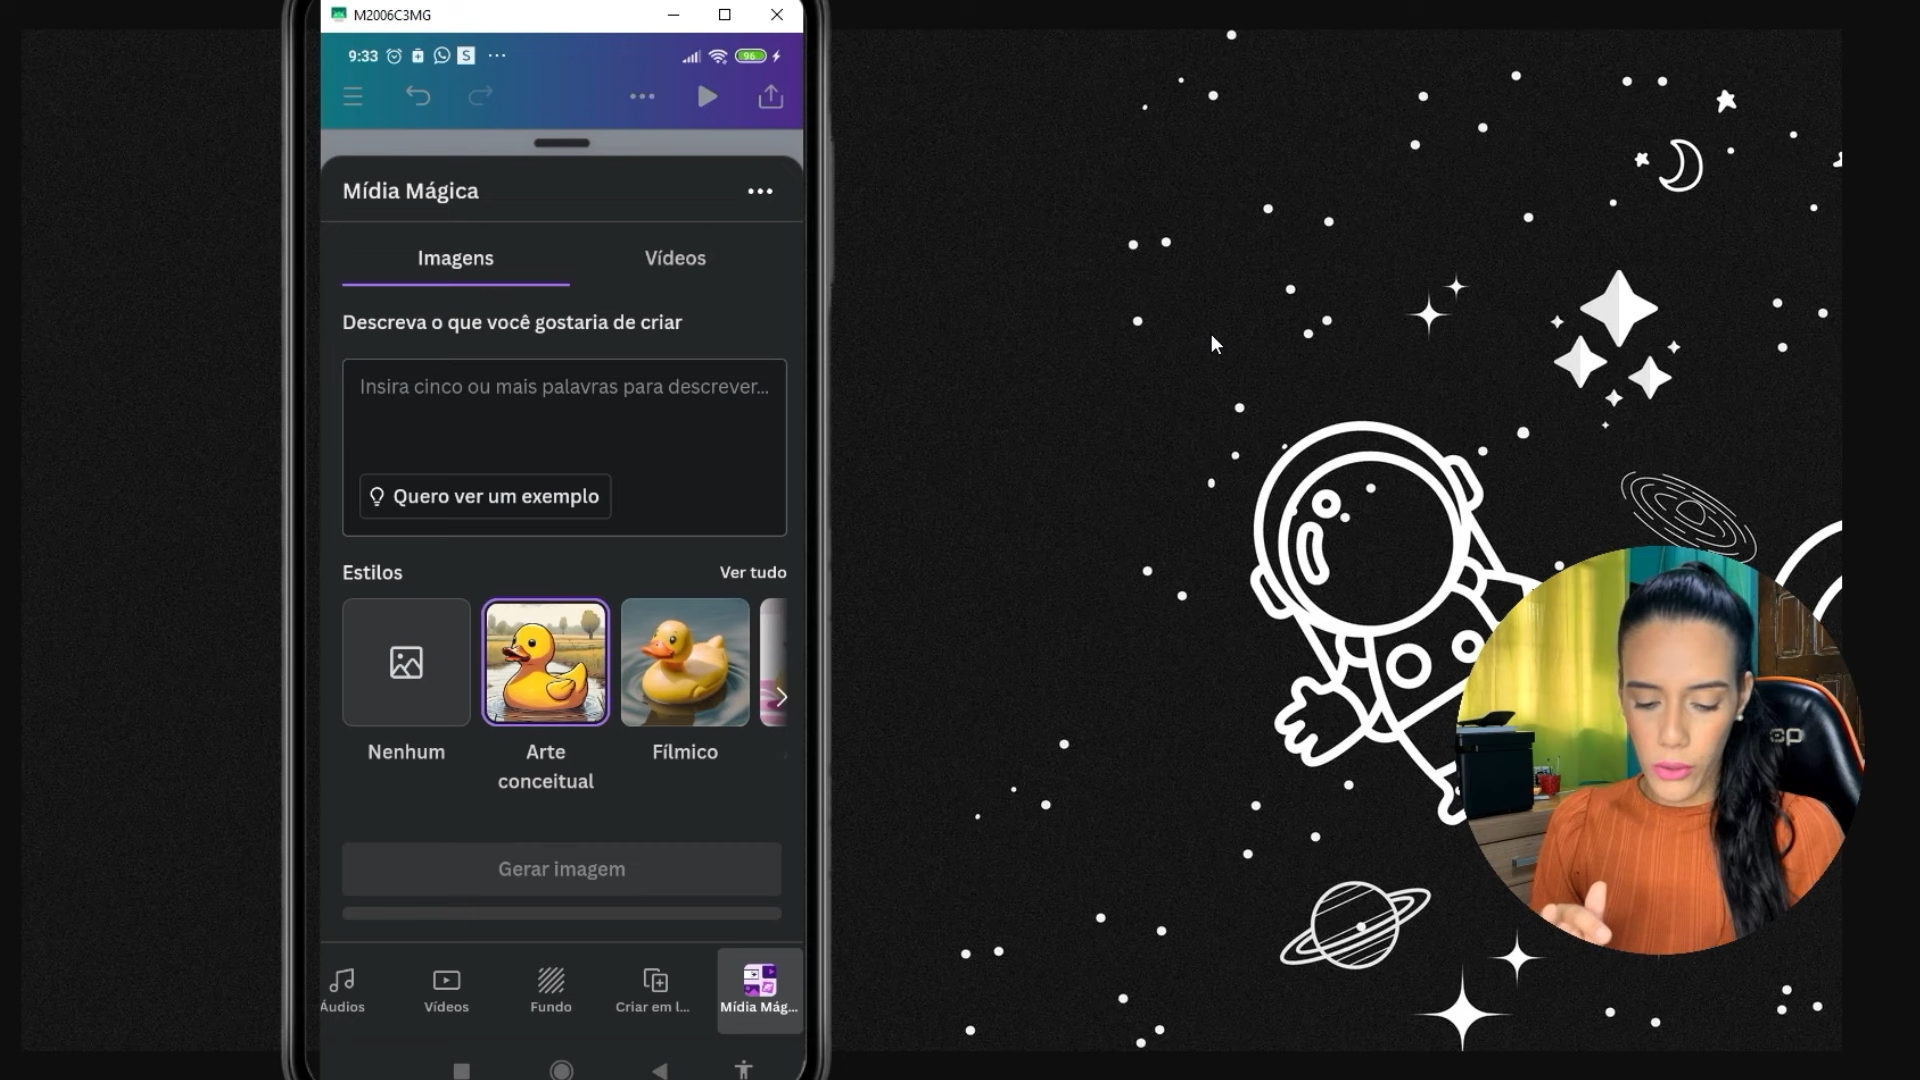 M2006C3MG
9:33
S
96
Mídia Mágica
Imagens
Vídeos
Descreva o que você gostaria de criar
Insira cinco ou mais palavras para descrever...
Quero ver um exemplo
Estilos
Ver tudo
Nenhum
Arte
conceitual
Fílmico
Gerar imagem
Áudios
Vídeos
Fundo
Criar em l...
Mídia Mág...